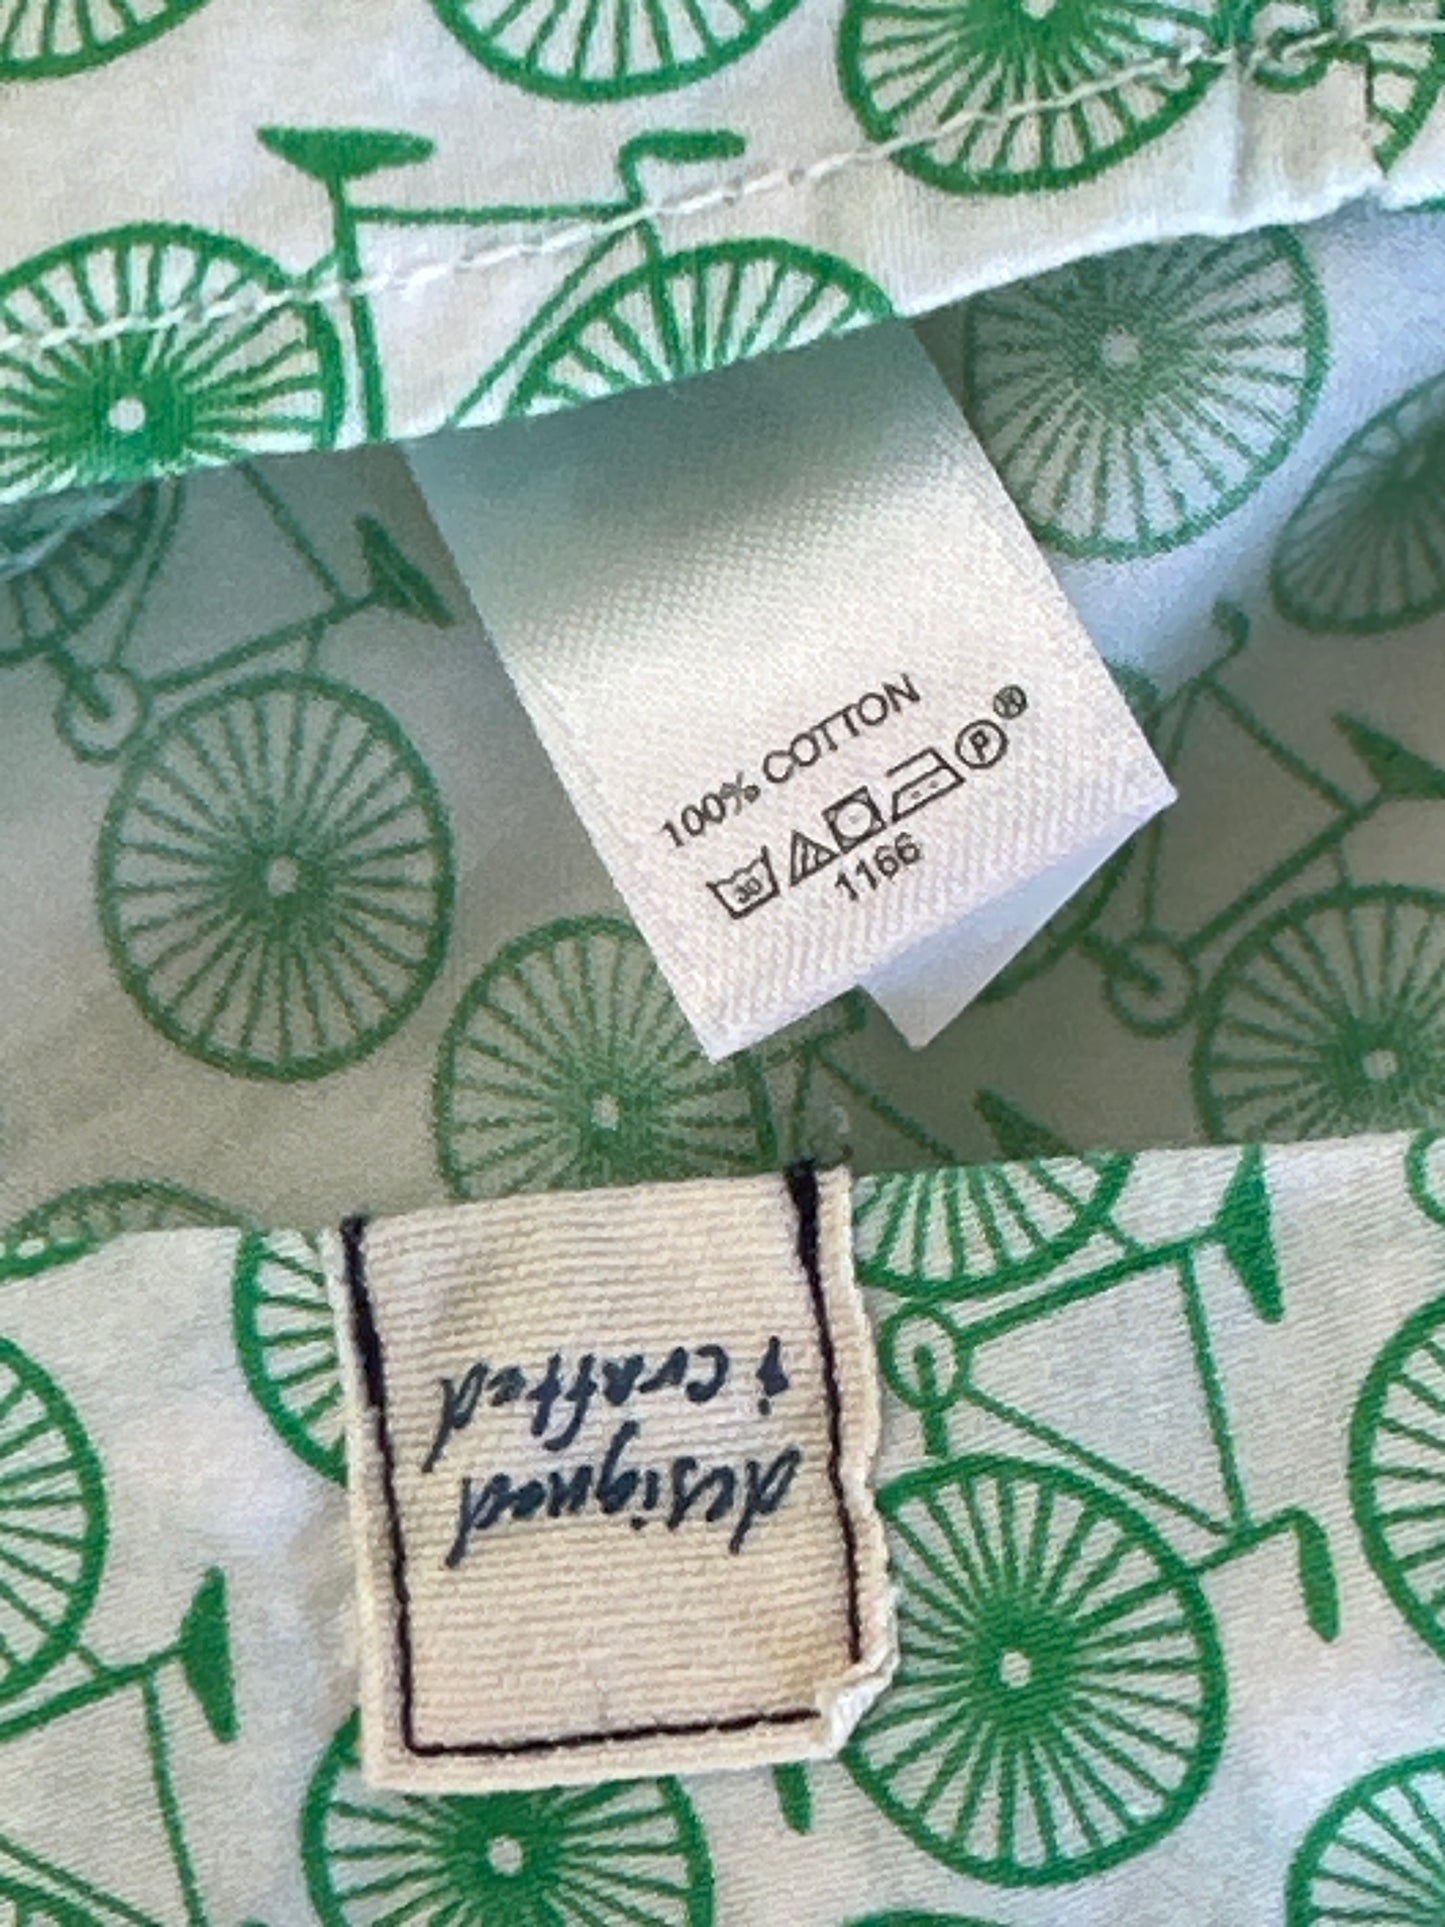 100% COTTON
30 P ®
1166
designed
& crafted